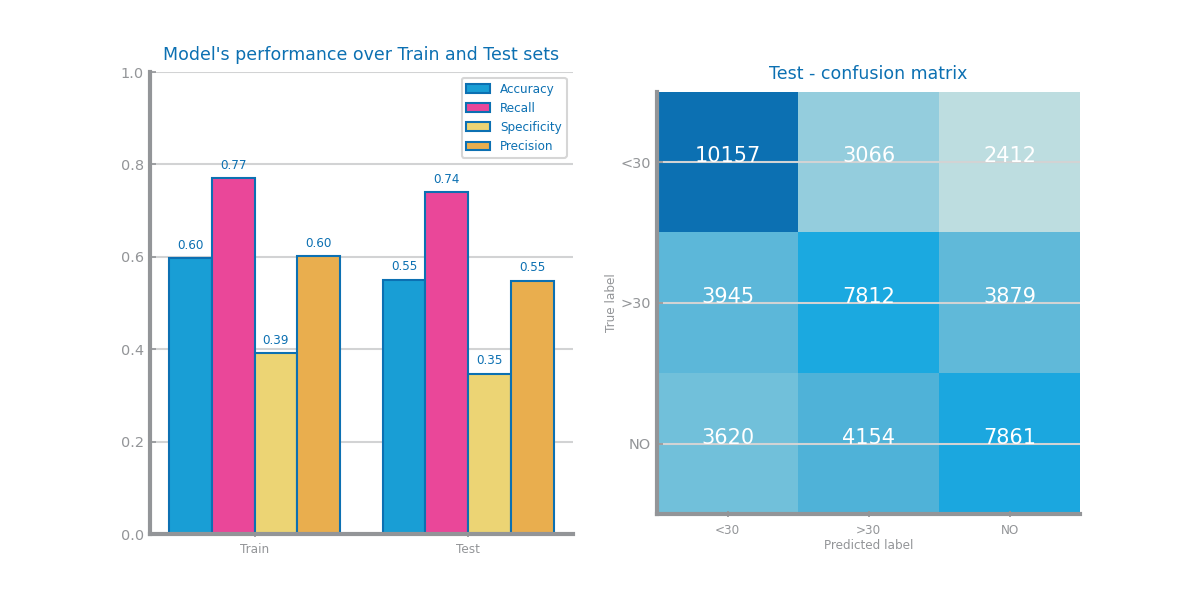 Model's performance over Train and Test sets
1.0
0.8
0.6
0.4
0.2
0.0
Accuracy
Recall
Specificity
Precision
0.60
0.77
0.39
0.60
0.55
0.74
0.35
0.55
Train
Test
Test - confusion matrix
True label
<30
>30
NO
10157 3066 2412
3945 7812 3879
3620 4154 7861
<30 >30 NO
Predicted label